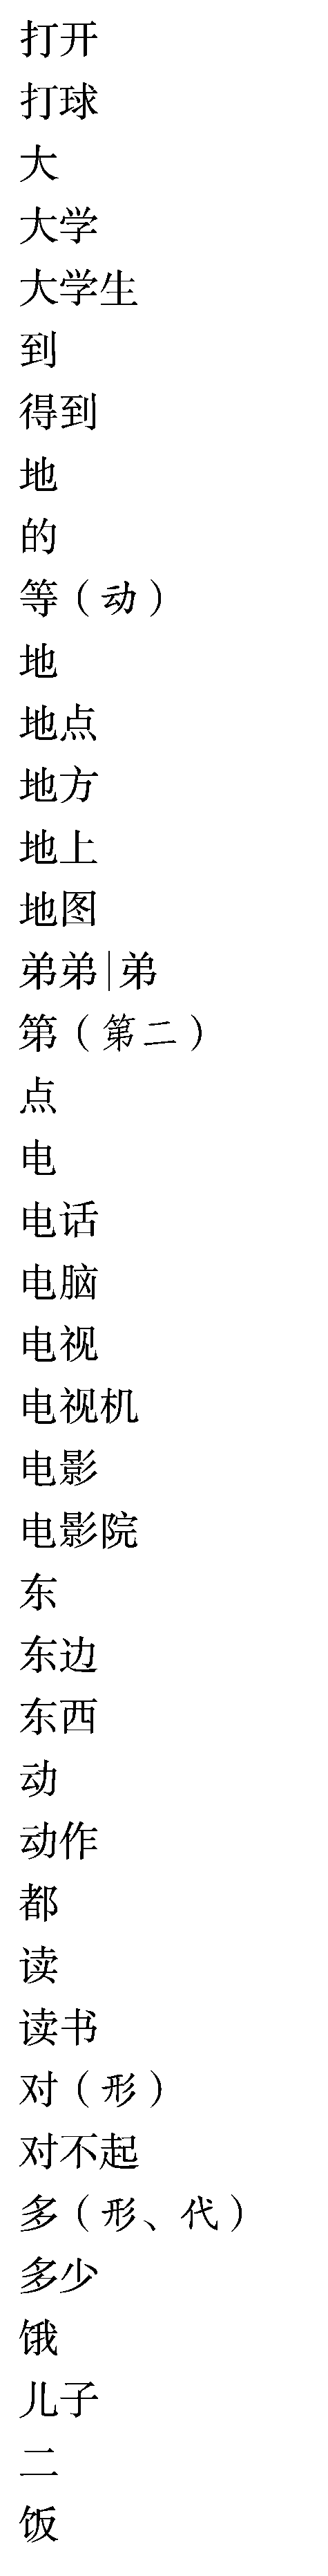 打开
打球
大
大学
大学生
到
得到
地
的
等（动）
地
地点
地方
地上
地图
弟弟|弟
第（第二）
点
电
电话
电脑
电视
电视机
电影
电影院
东
东边
东西
动
动作
都
读
读书
对（形）
对不起
多（形、代）
多少
饿
儿子
二
饭